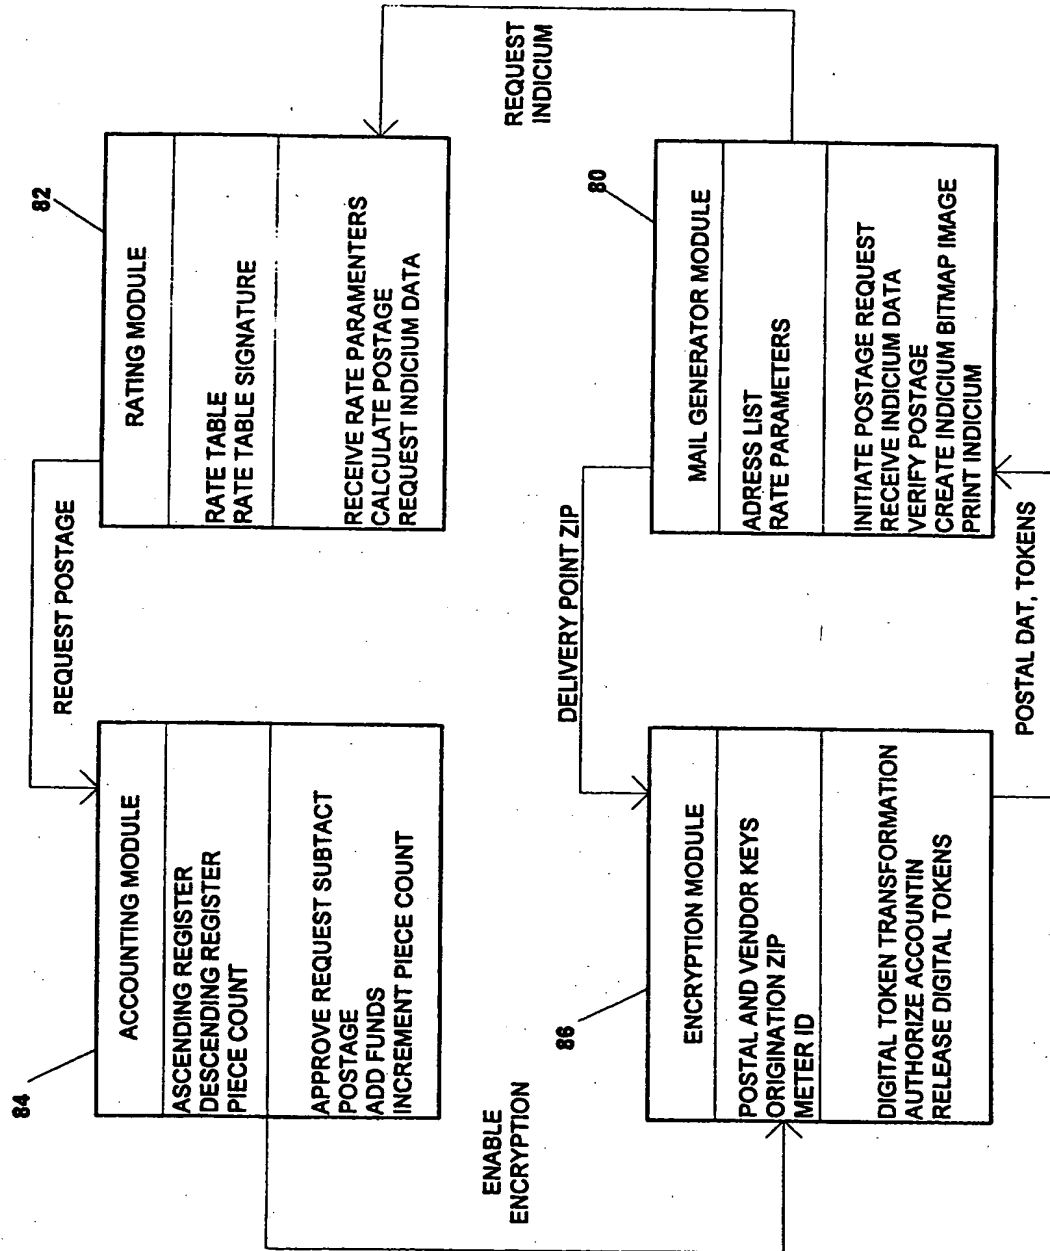 84
ACCOUNTING MODULE
ASCENDING REGISTER
DESCENDING REGISTER
PIECE COUNT
APPROVE REQUEST SUBTACT
POSTAGE
ADD FUNDS
INCREMENT PIECE COUNT
REQUEST POSTAGE
82
RATING MODULE
RATE TABLE
RATE TABLE SIGNATURE
RECEIVE RATE PARAMENTERS
CALCULATE POSTAGE
REQUEST INDICIUM DATA
ENABLE
ENCRYPTION
REQUEST
INDICIUM
86
ENCRYPTION MODULE
POSTAL AND VENDOR KEYS
ORIGINATION ZIP
METER ID
DIGITAL TOKEN TRANSFORMATION
AUTHORIZE ACCOUNTIN
RELEASE DIGITAL TOKENS
DELIVERY POINT ZIP
80
MAIL GENERATOR MODULE
ADRESS LIST
RATE PARAMETERS
INITIATE POSTAGE REQUEST
RECEIVE INDICIUM DATA
VERIFY POSTAGE
CREATE INDICIUM BITMAP IMAGE
PRINT INDICIUM
POSTAL DAT, TOKENS